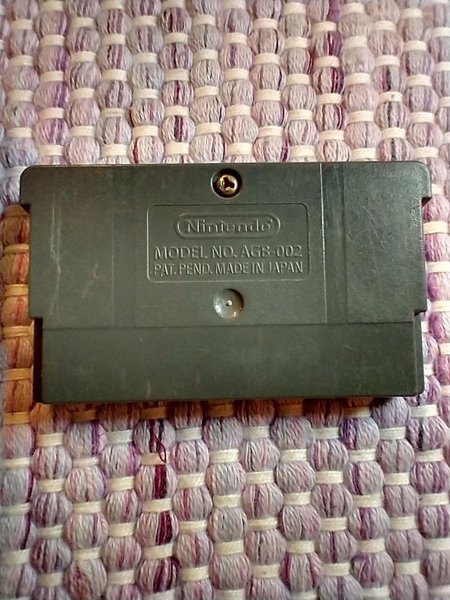 Nintendo
MODEL NO. AGB-002
PAT. PEND. MADE IN JAPAN